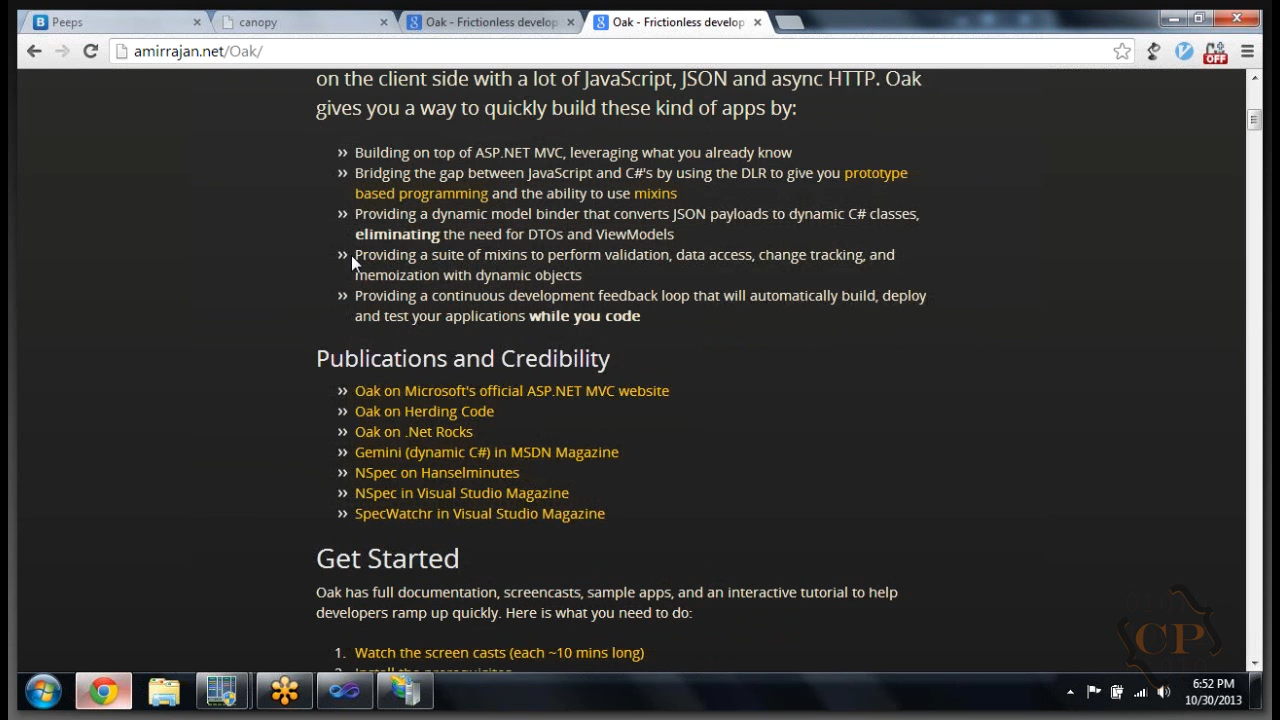 Peeps
canopy
Oak - Frictionless develop
Oak - Frictionless develop
amirrajan.net/Oak/
OFF
on the client side with a lot of JavaScript, JSON and async HTTP. Oak
gives you a way to quickly build these kind of apps by:
» Building on top of ASP.NET MVC, leveraging what you already know
» Bridging the gap between JavaScript and C#'s by using the DLR to give you prototype
based programming and the ability to use mixins
» Providing a dynamic model binder that converts JSON payloads to dynamic C# classes,
eliminating the need for DTOs and ViewModels
» Providing a suite of mixins to perform validation, data access, change tracking, and
memoization with dynamic objects
» Providing a continuous development feedback loop that will automatically build, deploy
and test your applications while you code
Publications and Credibility
» Oak on Microsoft's official ASP.NET MVC website
» Oak on Herding Code
» Oak on .Net Rocks
» Gemini (dynamic C#) in MSDN Magazine
» NSpec on Hanselminutes
» NSpec in Visual Studio Magazine
» SpecWatchr in Visual Studio Magazine
Get Started
Oak has full documentation, screencasts, sample apps, and an interactive tutorial to help
developers ramp up quickly. Here is what you need to do:
1. Watch the screen casts (each ~10 mins long)
2. Install the prerequisites
CP
6:52 PM
10/30/2013